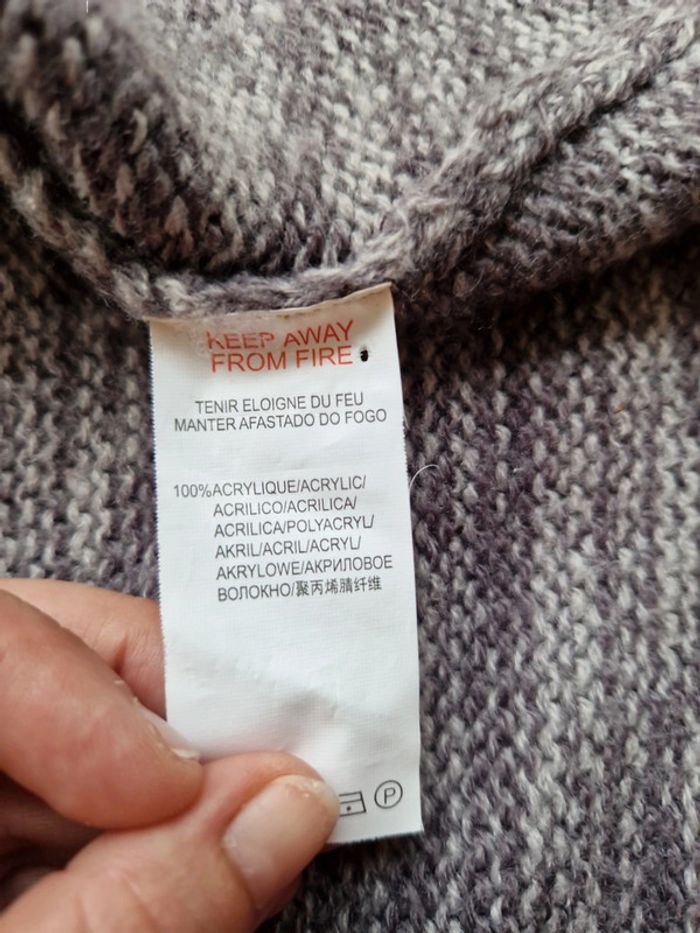 KEEP AWAY
FROM FIRE
TENIR ELOIGNE DU FEU
MANTER AFASTADO DO FOGO
100%ACRYLIQUE/ACRYLIC/
ACRILICO/ACRILICA/
ACRILICA/POLYACRYL/
AKRIL/ACRIL/ACRYL/
AKRYLOWE/АКРИЛОВОЕ
ВОЛОКНО/聚丙烯腈纤维
P